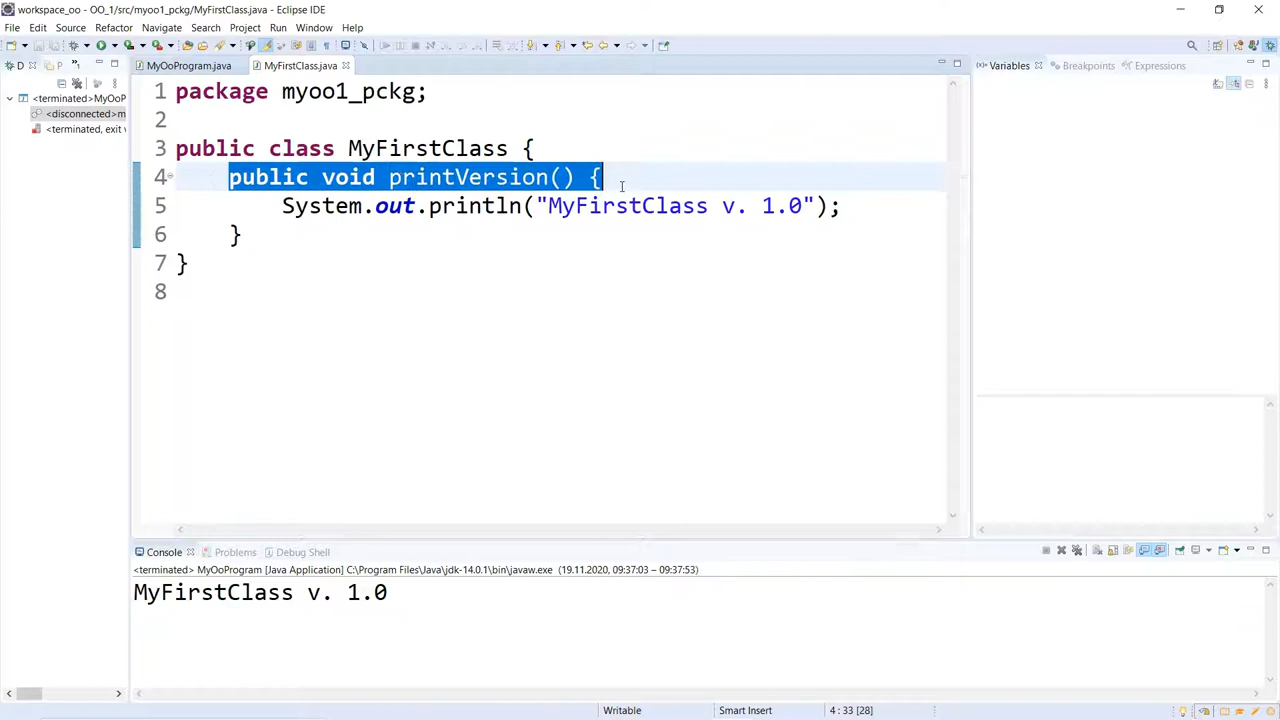 workspace_oo - OO_1/src/myoo1_pckg/MyFirstClass.java - Eclipse IDE
File Edit Source Refactor Navigate Search Project Run Window Help
D P MyOoProgram.java MyFirstClass.java Variables Breakpoints Expressions
<terminated>MyOoP
<disconnected>m
<terminated, exit v
1 package myoo1_pckg;
2
3 public class MyFirstClass {
4 public void printVersion() {
5 System.out.println("MyFirstClass v. 1.0");
6 }
7 }
8
Console Problems Debug Shell
<terminated> MyOoProgram [Java Application] C:\Program Files\Java\jdk-14.0.1\bin\javaw.exe (19.11.2020, 09:37:03 – 09:37:53)
MyFirstClass v. 1.0
Writable Smart Insert 4 : 33 [28]